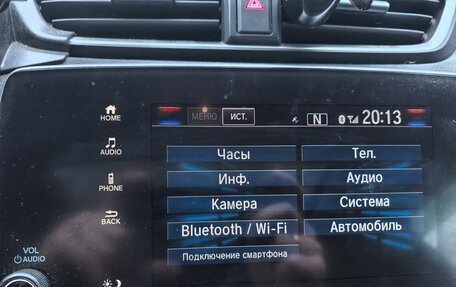 HOME
AUDIO
PHONE
BACK
VOL
AUDIO
МЕНЮ ИСТ. N 20:13
Часы Тел.
Инф. Аудио
Камера Система
Bluetooth / Wi-Fi Автомобиль
Подключение смартфона